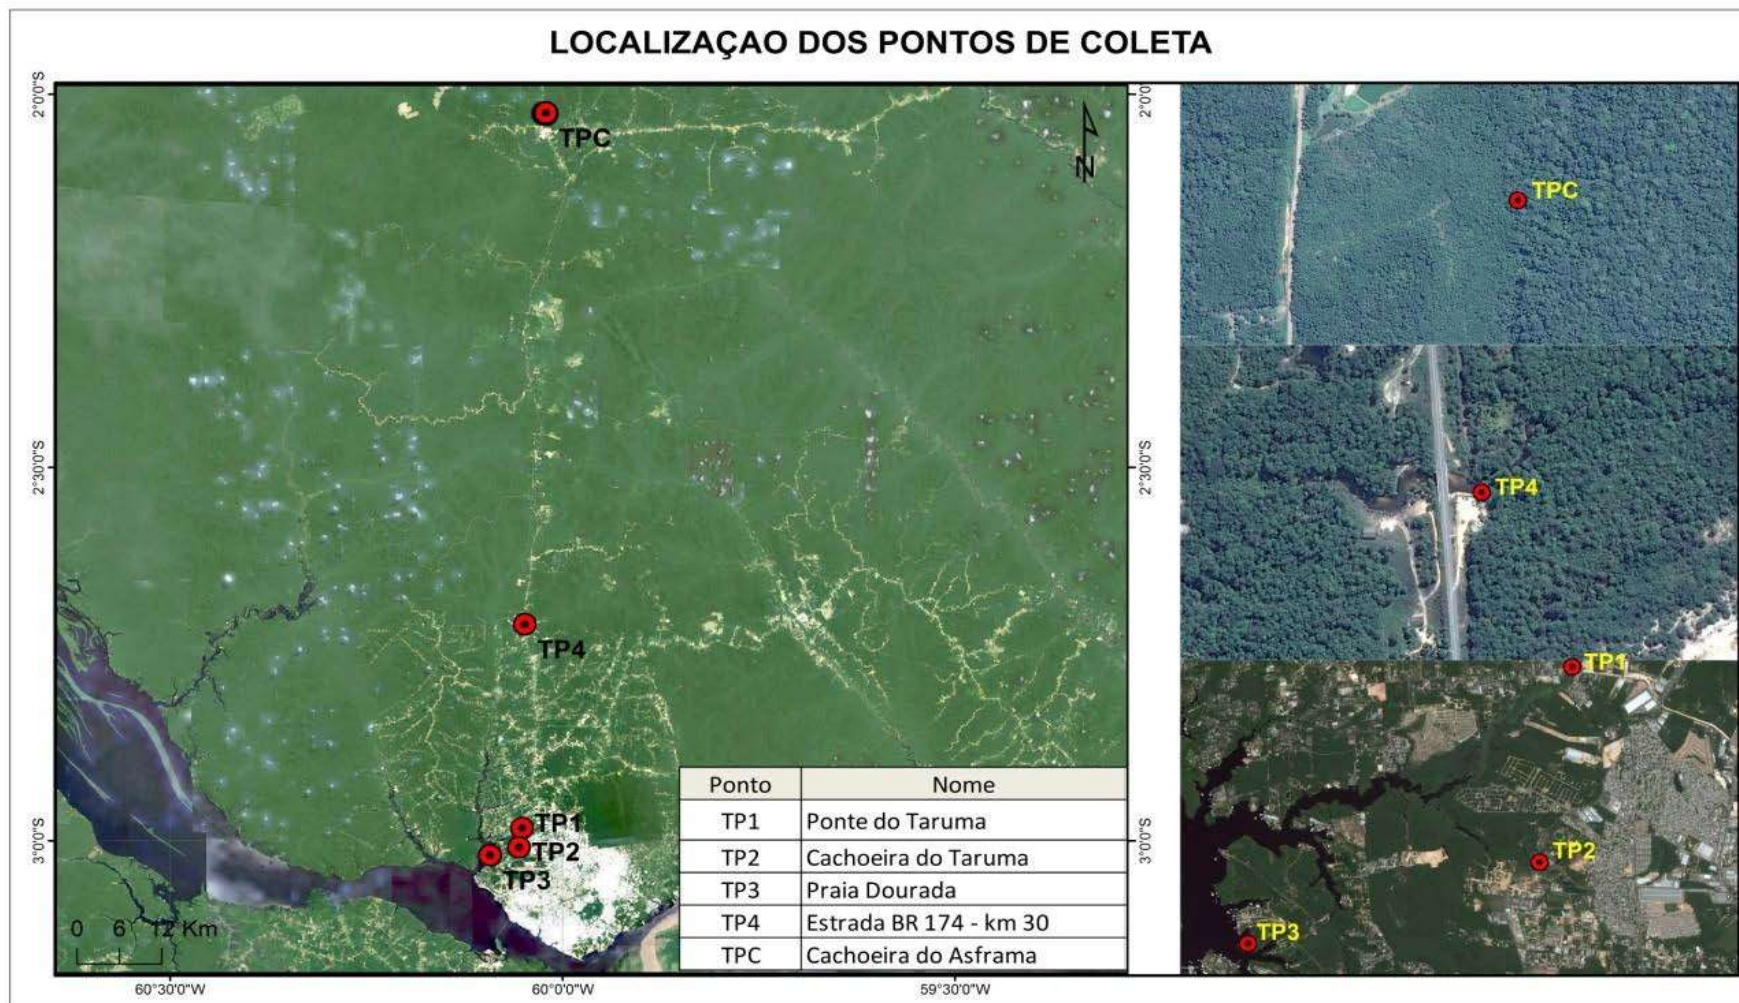 LOCALIZAÇAO DOS PONTOS DE COLETA
2°0'0"S
2°0'0"S
TPC
N
TPC
2°30'0"S
2°30'0"S
TP4
TP4
TP1
Ponto Nome
TP1 Ponte do Taruma
TP2 Cachoeira do Taruma
TP3 Praia Dourada
TP4 Estrada BR 174 - km 30
TPC Cachoeira do Asframa
3°0'0"S
3°0'0"S
TP1
TP2
TP3
TP2
TP3
0 6 12 Km
60°30'0"W 60°0'0"W 59°30'0"W